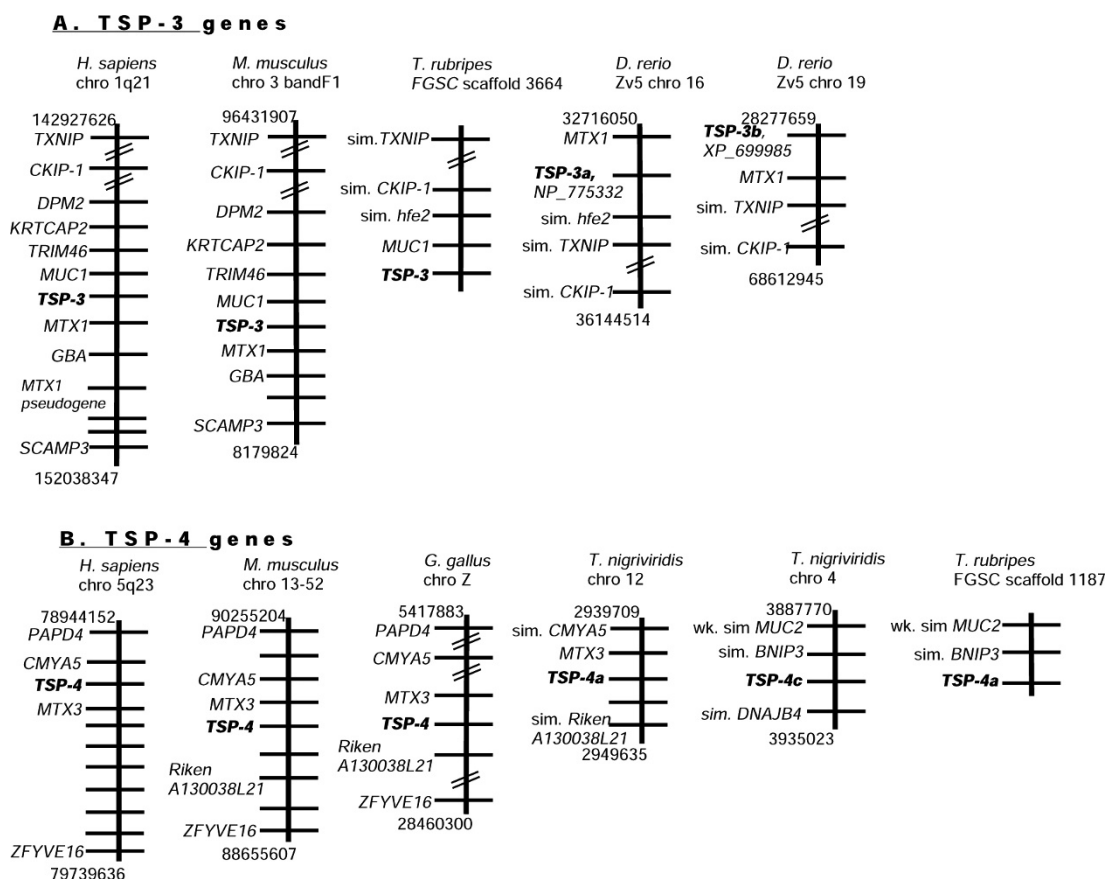 A. TSP-3 genes
H. sapiens
chro 1q21
142927626
TXNIP
CKIP-1
DPM2
KRTCAP2
TRIM46
MUC1
TSP-3
MTX1
GBA
MTX1
pseudogene
SCAMP3
152038347
M. musculus
chro 3 bandF1
96431907
TXNIP
CKIP-1
DPM2
KRTCAP2
TRIM46
MUC1
TSP-3
MTX1
GBA
SCAMP3
8179824
T. rubripes
FGSC scaffold 3664
sim. TXNIP
sim. CKIP-1
sim. hfe2
MUC1
TSP-3
D. rerio
Zv5 chro 16
32716050
MTX1
TSP-3a,
NP_775332
sim. hfe2
sim. TXNIP
sim. CKIP-1
36144514
D. rerio
Zv5 chro 19
28277659
TSP-3b,
XP_699985
MTX1
sim. TXNIP
sim. CKIP-1
68612945
B. TSP-4 genes
H. sapiens
chro 5q23
78944152
PAPD4
CMYA5
TSP-4
MTX3
ZFYVE16
79739636
M. musculus
chro 13-52
90255204
PAPD4
CMYA5
MTX3
TSP-4
Riken
A130038L21
ZFYVE16
88655607
G. gallus
chro Z
5417883
PAPD4
CMYA5
MTX3
TSP-4
Riken
A130038L21
ZFYVE16
28460300
T. nigriviridis
chro 12
2939709
sim. CMYA5
MTX3
TSP-4a
sim. Riken
A130038L21
2949635
T. nigriviridis
chro 4
3887770
wk. sim MUC2
sim. BNIP3
TSP-4c
sim. DNAJB4
3935023
T. rubripes
FGSC scaffold 1187
wk. sim MUC2
sim. BNIP3
TSP-4a